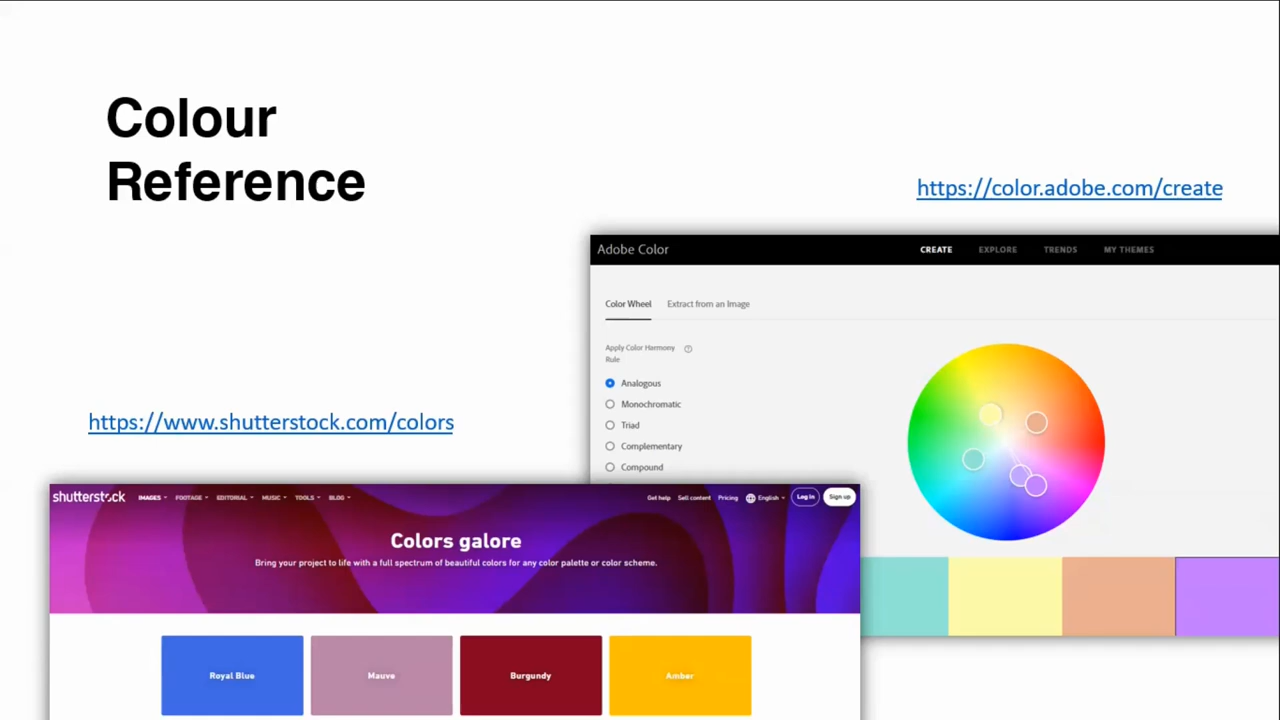 Colour
Reference
https://color.adobe.com/create
Adobe Color
CREATE EXPLORE TRENDS MY THEMES
Color Wheel Extract from an Image
Apply Color Harmony
Rule
Analogous
Monochromatic
Triad
Complementary
Compound
https://www.shutterstock.com/colors
shutterstock IMAGES FOOTAGE EDITORIAL MUSIC TOOLS BLOG Get help Sell content Pricing English Log in Sign up
Colors galore
Bring your project to life with a full spectrum of beautiful colors for any color palette or color scheme.
Royal Blue Mauve Burgundy Amber